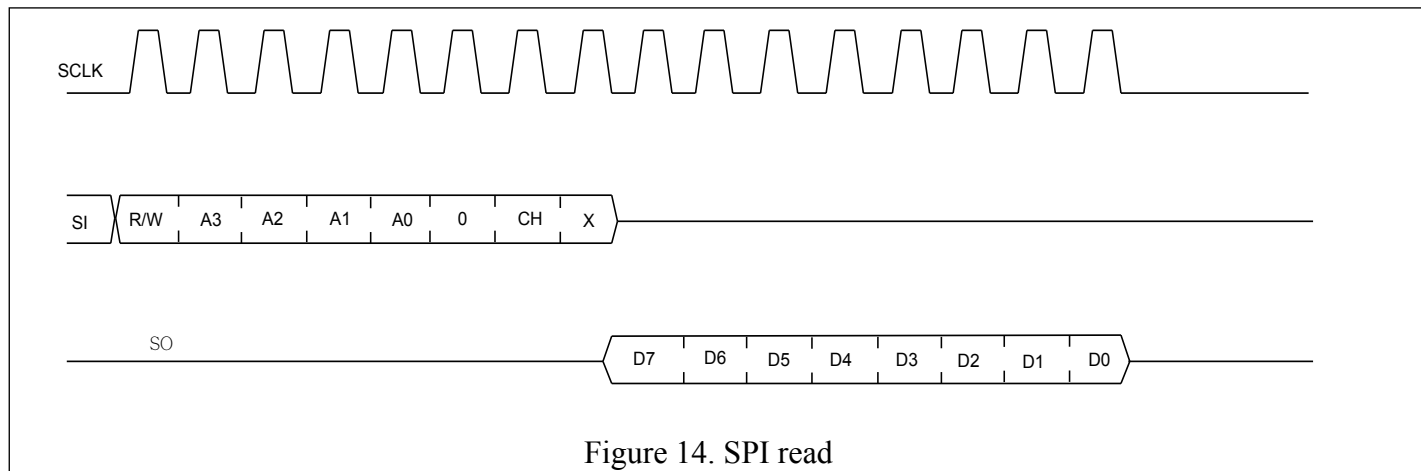 SCLK
SI R/W A3 A2 A1 A0 0 CH X
SO
D7 D6 D5 D4 D3 D2 D1 D0
Figure 14. SPI read